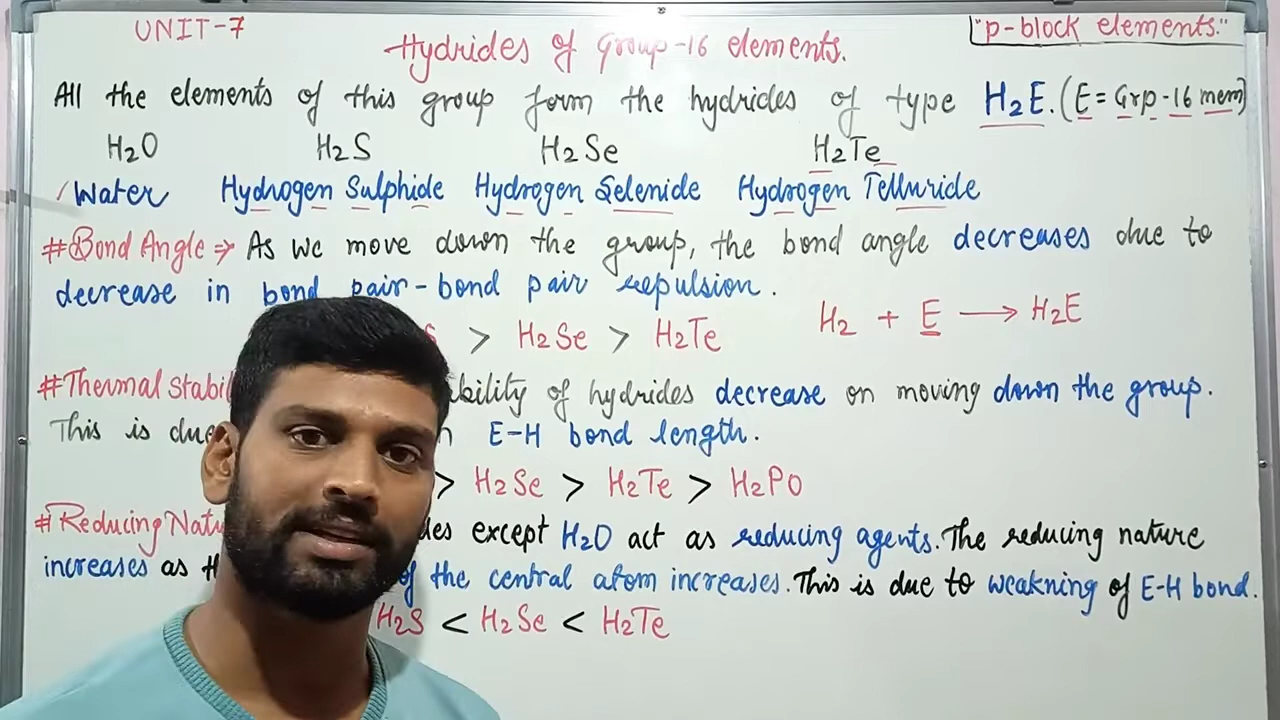 UNIT-7
"p-block elements."
Hydrides of Group-16 elements.
All the elements of this group form the hydrides of type H2E. (E = Grp-16 mem)
H2O H2S H2Se H2Te
Water Hydrogen Sulphide Hydrogen Selenide Hydrogen Telluride
#Bond Angle ⇒ As we move down the group, the bond angle decreases due to
decrease in bond pair-bond pair repulsion.
> H2Se > H2Te
H2 + E ⟶ H2E
#Thermal of hydrides decrease on moving down the group.
This is due E-H bond length.
> H2Se > H2Te > H2Po
#Reducing except H2O act as reducing agents. The reducing nature
increases as of the central atom increases. This is due to weakning of E-H bond.
H2S < H2Se < H2Te